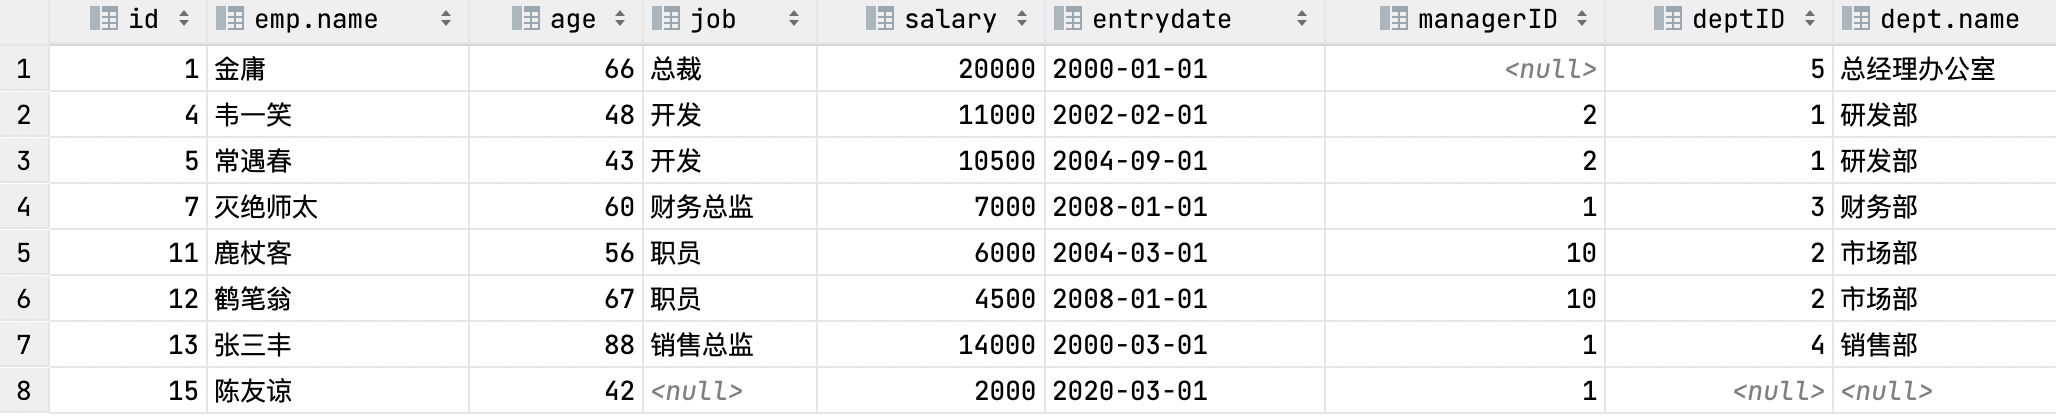 id emp.name age job salary entrydate managerID deptID dept.name
1 1 金庸 66 总裁 20000 2000-01-01 <null> 5 总经理办公室
2 4 韦一笑 48 开发 11000 2002-02-01 2 1 研发部
3 5 常遇春 43 开发 10500 2004-09-01 2 1 研发部
4 7 灭绝师太 60 财务总监 7000 2008-01-01 1 3 财务部
5 11 鹿杖客 56 职员 6000 2004-03-01 10 2 市场部
6 12 鹤笔翁 67 职员 4500 2008-01-01 10 2 市场部
7 13 张三丰 88 销售总监 14000 2000-03-01 1 4 销售部
8 15 陈友谅 42 <null> 2000 2020-03-01 1 <null> <null>